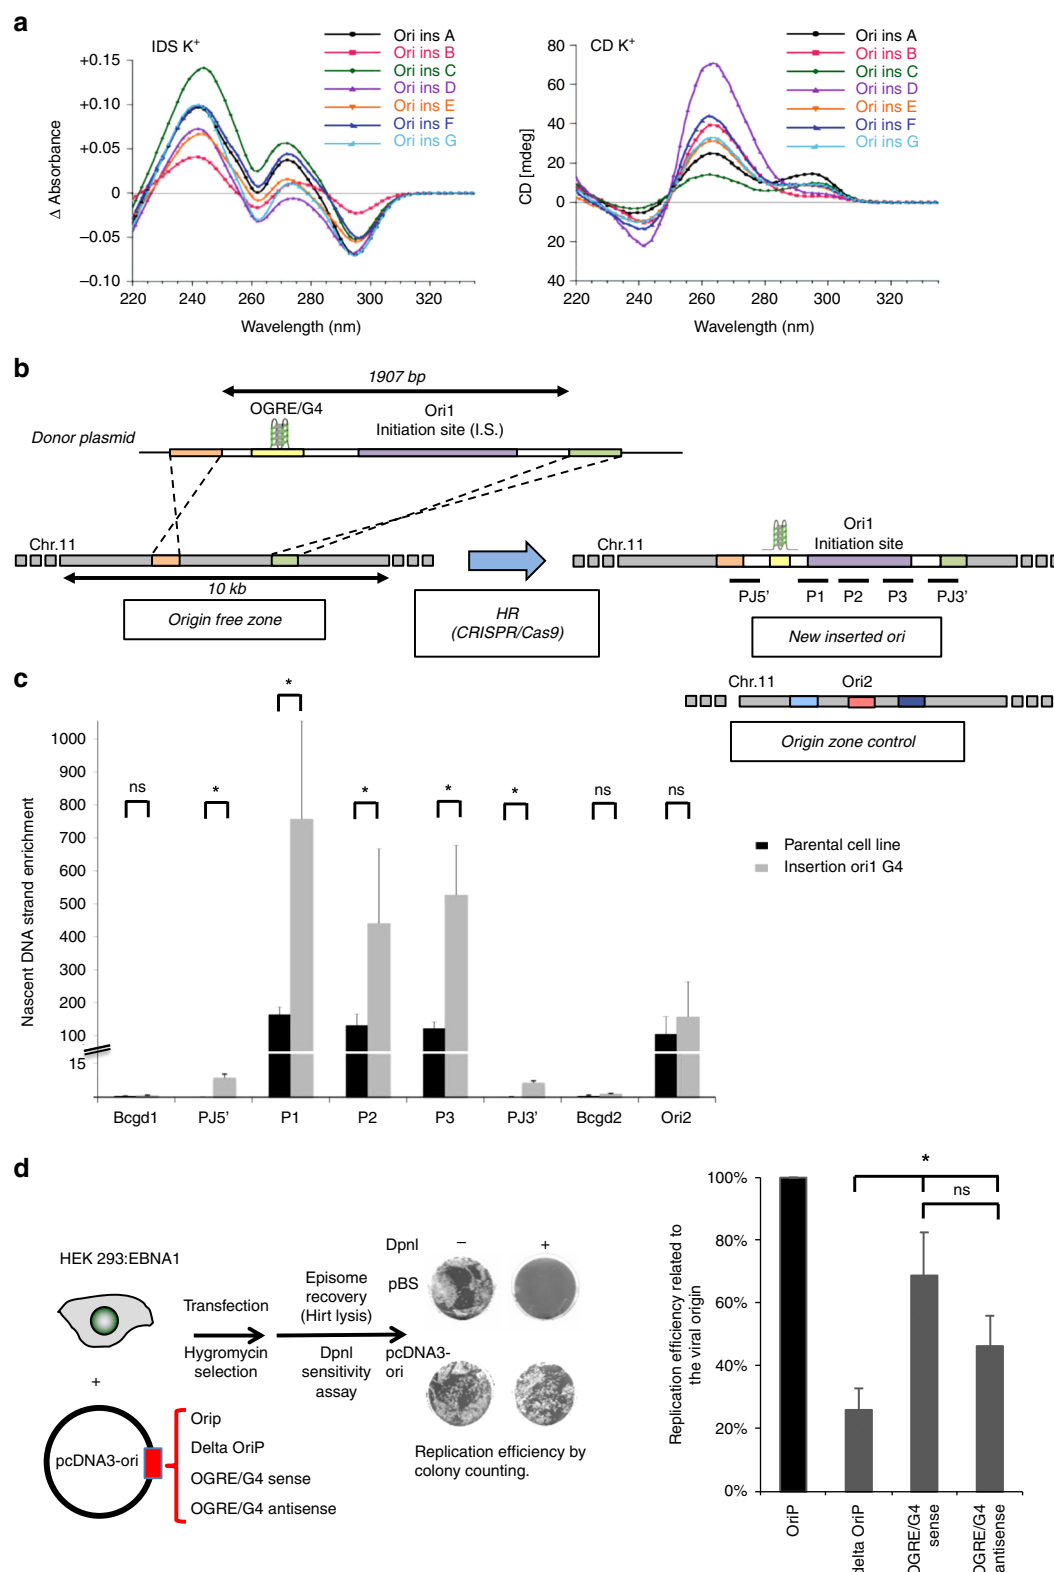 a
IDS K+
Ori ins A
Ori ins B
Ori ins C
Ori ins D
Ori ins E
Ori ins F
Ori ins G
+0.15
+0.10
+0.05
0
−0.05
−0.10
Δ Absorbance
220
240
260
280
300
320
Wavelength (nm)
CD K+
Ori ins A
Ori ins B
Ori ins C
Ori ins D
Ori ins E
Ori ins F
Ori ins G
80
60
40
20
0
20
40
CD [mdeg]
220
240
260
280
300
320
Wavelength (nm)
b
1907 bp
OGRE/G4
Ori1
Initiation site (I.S.)
Donor plasmid
Chr.11
10 kb
Origin free zone
HR
(CRISPR/Cas9)
Chr.11
Ori1
Initiation site
PJ5'
P1
P2
P3
PJ3'
New inserted ori
Chr.11
Ori2
Origin zone control
c
Nascent DNA strand enrichment
1000
900
800
700
600
500
400
300
200
100
15
ns
*
*
*
*
*
ns
ns
Bcgd1
PJ5'
P1
P2
P3
PJ3'
Bcgd2
Ori2
Parental cell line
Insertion ori1 G4
d
HEK 293:EBNA1
+
pcDNA3-ori
Orip
Delta OriP
OGRE/G4 sense
OGRE/G4 antisense
Transfection
Hygromycin
selection
Episome
recovery
(Hirt lysis)
DpnI
sensitivity
assay
DpnI
−
+
pBS
pcDNA3-
ori
Replication efficiency by
colony counting.
Replication efficiency related to
the viral origin
100%
80%
60%
40%
20%
0%
*
ns
OriP
delta OriP
OGRE/G4
sense
OGRE/G4
antisense